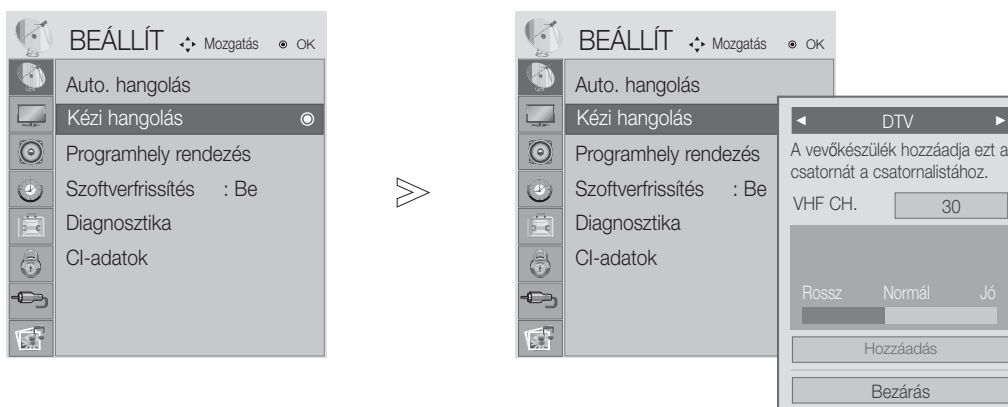 BEÁLLÍT Mozgatás OK
Auto. hangolás
Kézi hangolás
Programhely rendezés
Szoftverfrissítés : Be
Diagnosztika
CI-adatok
BEÁLLÍT Mozgatás OK
Auto. hangolás
Kézi hangolás
Programhely rendezés
Szoftverfrissítés : Be
Diagnosztika
CI-adatok
◄ DTV ►
A vevőkészülék hozzáadja ezt a
csatornát a csatornalistához.
VHF CH. 30
Rossz Normál Jó
Hozzáadás
Bezárás